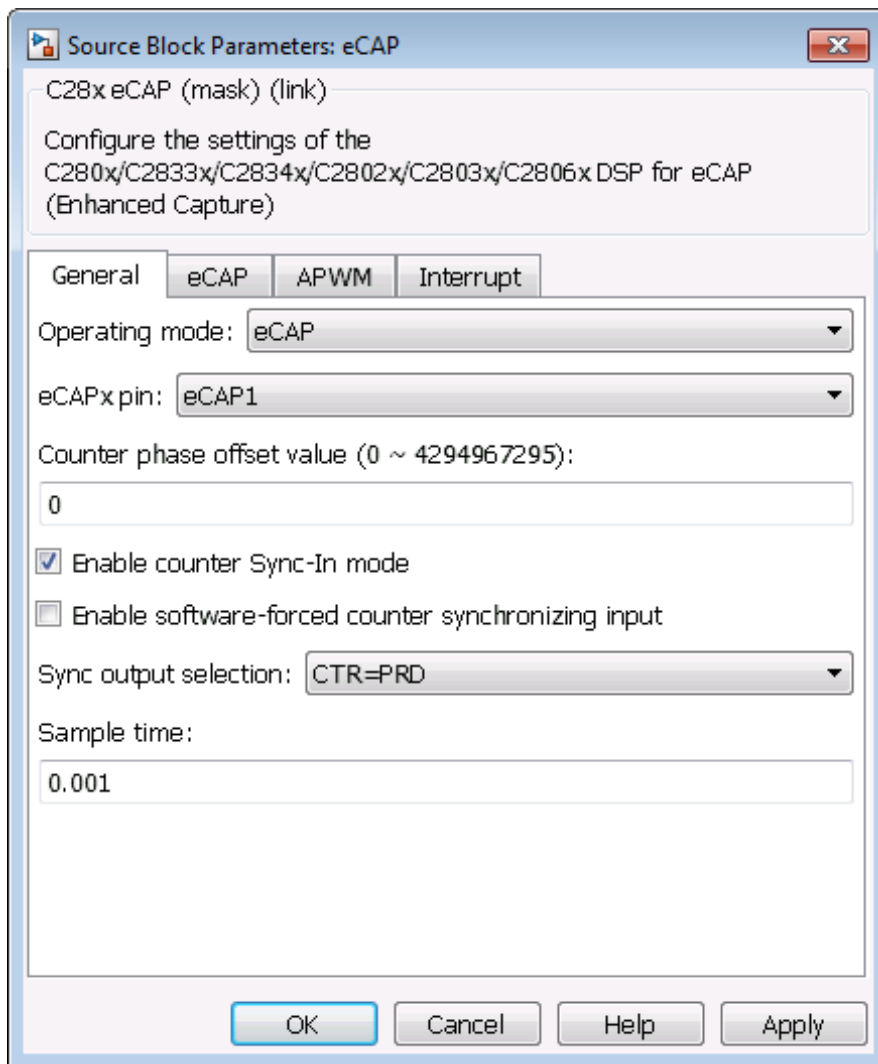 Source Block Parameters: eCAP
C28x eCAP (mask) (link)
Configure the settings of the
C280x/C2833x/C2834x/C2802x/C2803x/C2806x DSP for eCAP
(Enhanced Capture)
General eCAP APWM Interrupt
Operating mode: eCAP
eCAPx pin: eCAP1
Counter phase offset value (0 ~ 4294967295):
0
Enable counter Sync-In mode
Enable software-forced counter synchronizing input
Sync output selection: CTR=PRD
Sample time:
0.001
OK Cancel Help Apply